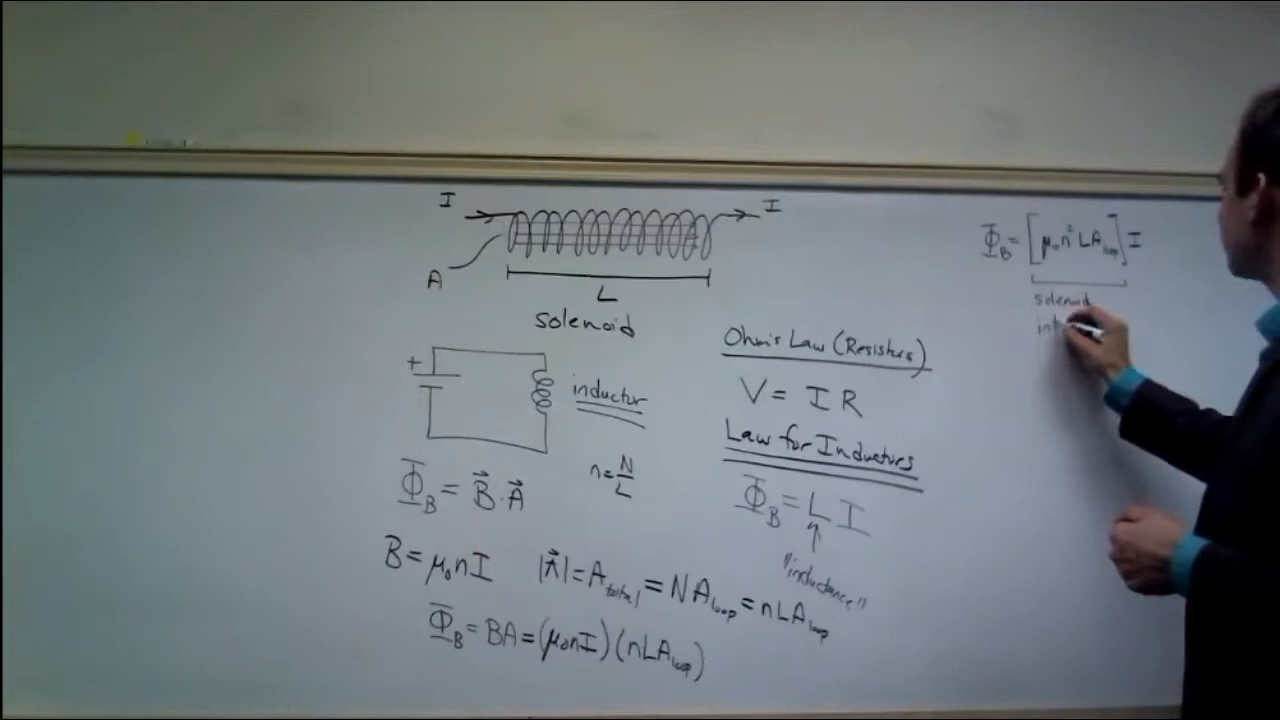 I
I
A
L
solenoid
+
inductor
n = N/L
Φ_B = B⃗ · A⃗
B = μ₀nI
|A⃗| = A_total = NA_loop = nLA_loop
Φ_B = BA = (μ₀nI)(nLA_loop)
Ohm's Law (Resistors)
V = IR
Law for Inductors
Φ_B = LI
"inductance"
Φ_B = [μ₀n²LA_loop]I
solenoid